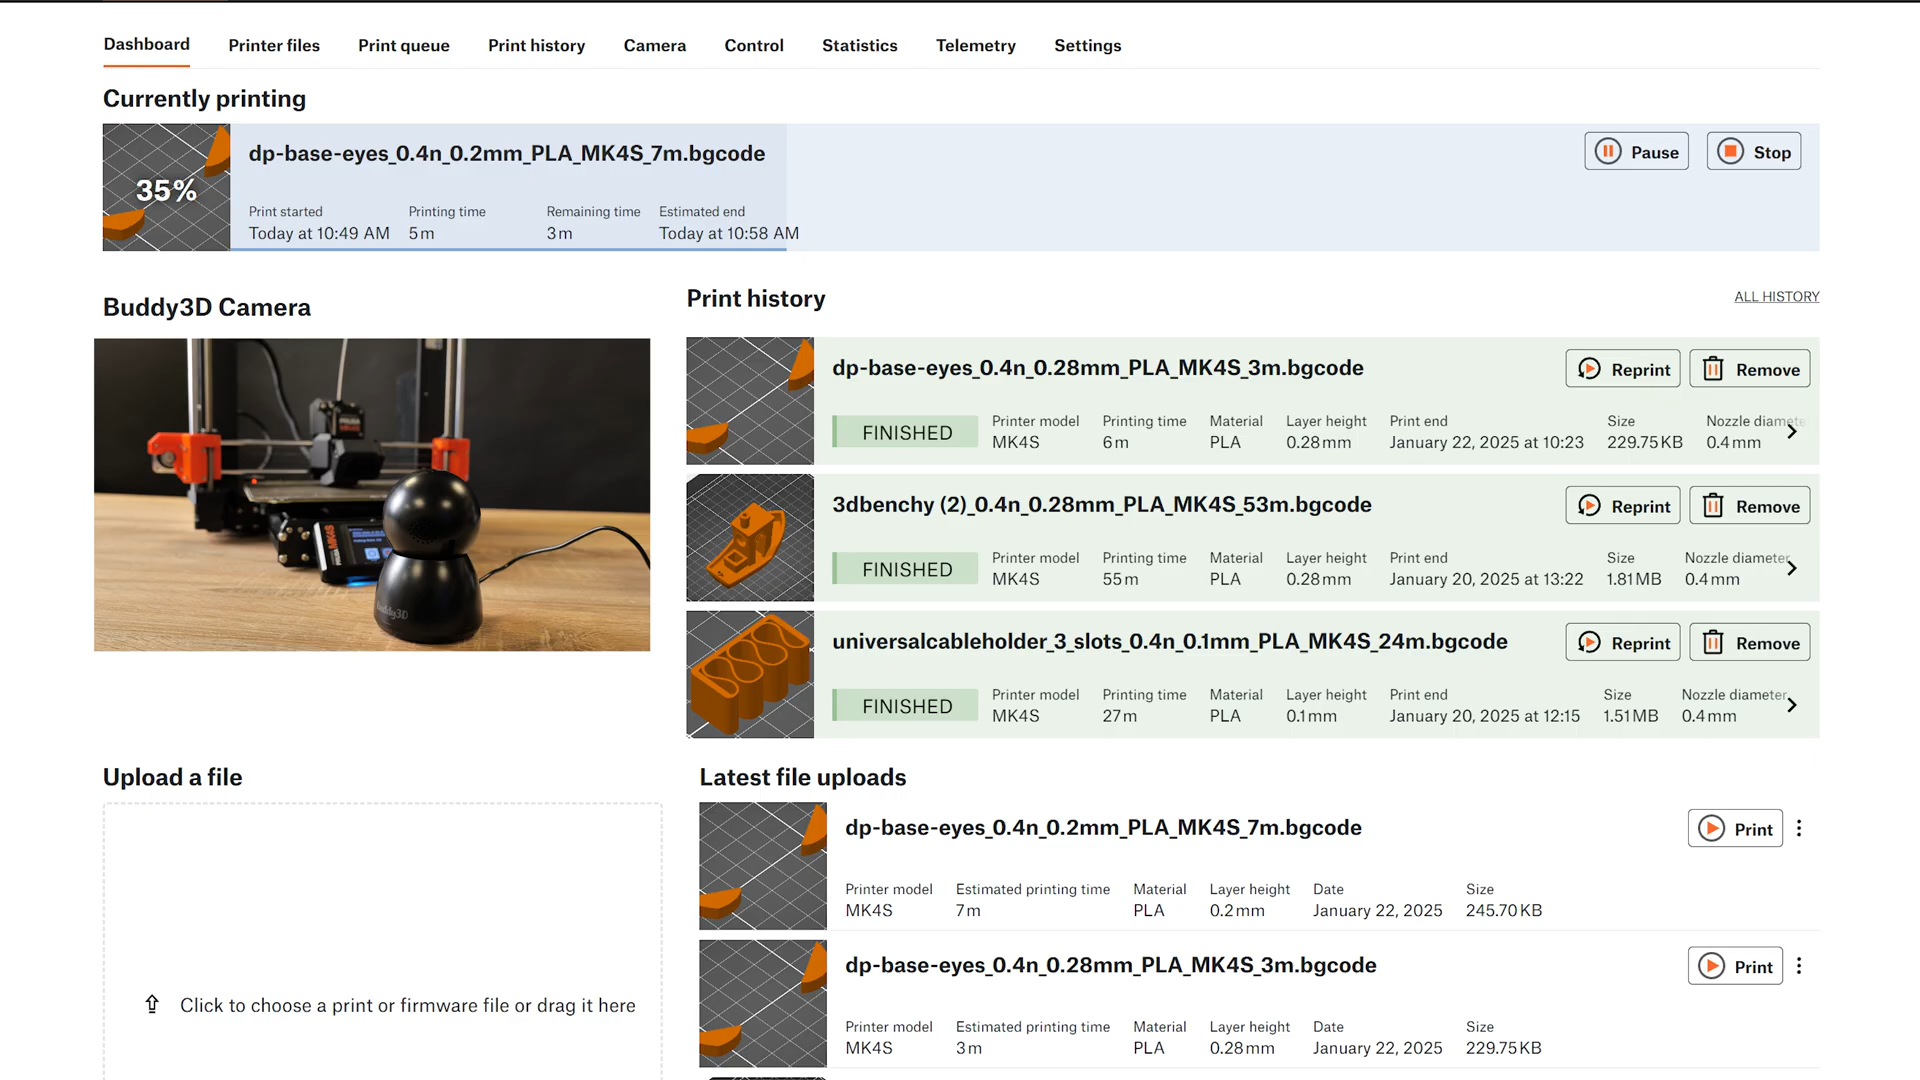 Dashboard Printer files Print queue Print history Camera Control Statistics Telemetry Settings
Currently printing
35%
dp-base-eyes_0.4n_0.2mm_PLA_MK4S_7m.bgcode
Pause Stop
Print started Printing time Remaining time Estimated end
Today at 10:49 AM 5m 3m Today at 10:58 AM
Buddy3D Camera
MK4S
buddy3D
Print history
ALL HISTORY
dp-base-eyes_0.4n_0.28mm_PLA_MK4S_3m.bgcode
Reprint Remove
FINISHED
Printer model Printing time Material Layer height Print end Size Nozzle diamete
MK4S 6m PLA 0.28mm January 22, 2025 at 10:23 229.75KB 0.4mm
3dbenchy (2)_0.4n_0.28mm_PLA_MK4S_53m.bgcode
Reprint Remove
FINISHED
Printer model Printing time Material Layer height Print end Size Nozzle diameter
MK4S 55m PLA 0.28mm January 20, 2025 at 13:22 1.81MB 0.4mm
universalcableholder_3_slots_0.4n_0.1mm_PLA_MK4S_24m.bgcode
Reprint Remove
FINISHED
Printer model Printing time Material Layer height Print end Size Nozzle diameter
MK4S 27m PLA 0.1mm January 20, 2025 at 12:15 1.51MB 0.4mm
Upload a file
Click to choose a print or firmware file or drag it here
Latest file uploads
dp-base-eyes_0.4n_0.2mm_PLA_MK4S_7m.bgcode
Print
Printer model Estimated printing time Material Layer height Date Size
MK4S 7m PLA 0.2mm January 22, 2025 245.70KB
dp-base-eyes_0.4n_0.28mm_PLA_MK4S_3m.bgcode
Print
Printer model Estimated printing time Material Layer height Date Size
MK4S 3m PLA 0.28mm January 22, 2025 229.75KB